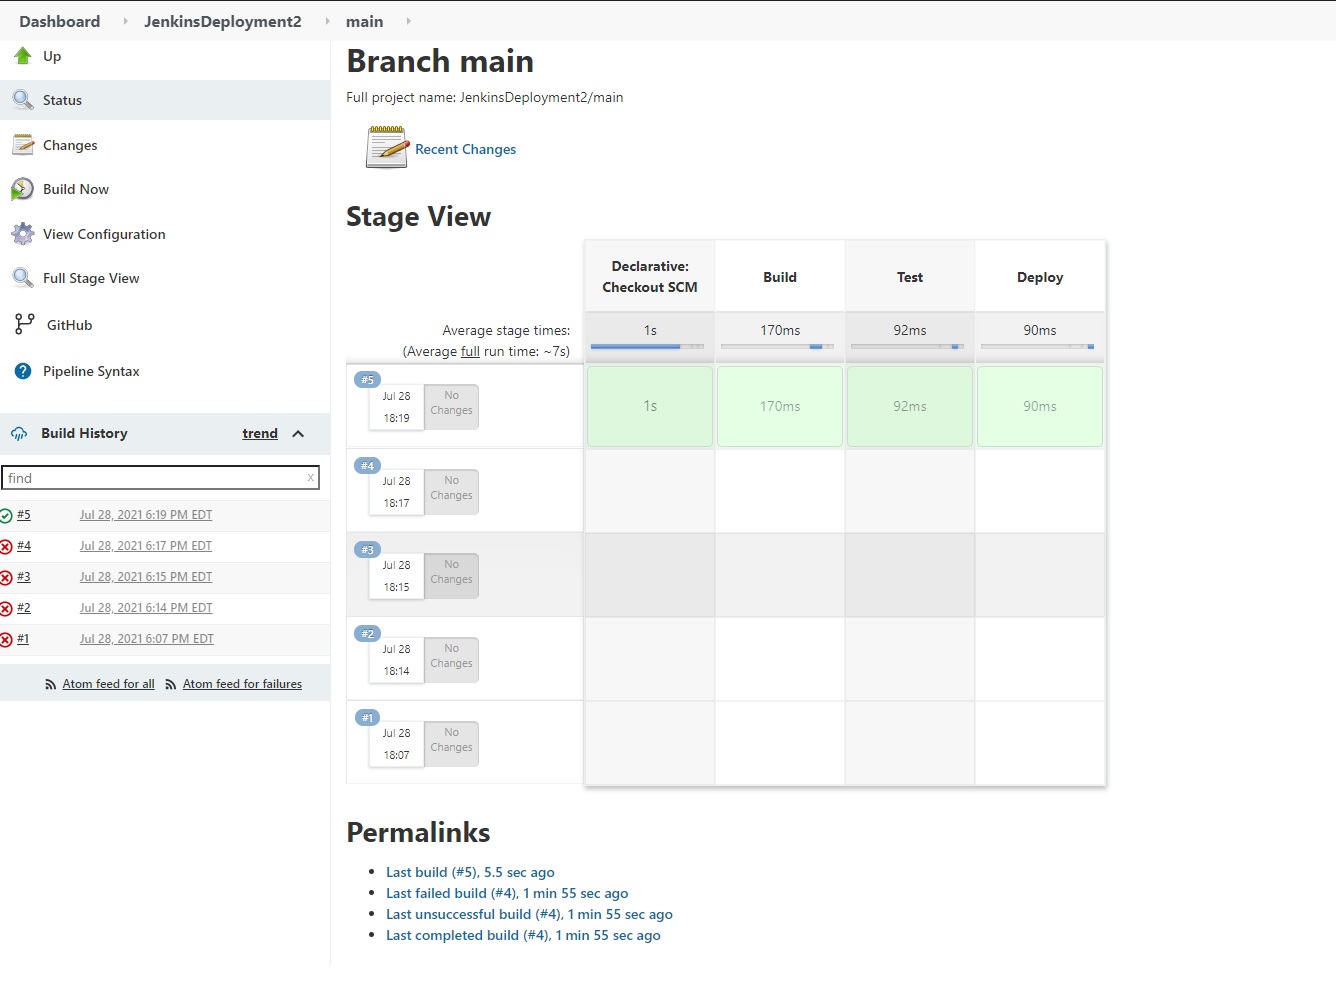 Dashboard JenkinsDeployment2 main
Up
Status
Changes
Build Now
View Configuration
Full Stage View
GitHub
Pipeline Syntax
Build History trend
find x
#5 Jul 28, 2021 6:19 PM EDT
#4 Jul 28, 2021 6:17 PM EDT
#3 Jul 28, 2021 6:15 PM EDT
#2 Jul 28, 2021 6:14 PM EDT
#1 Jul 28, 2021 6:07 PM EDT
Atom feed for all Atom feed for failures
Branch main
Full project name: JenkinsDeployment2/main
Recent Changes
Stage View
Declarative:
Checkout SCM
Build
Test
Deploy
Average stage times:
(Average full run time: ~7s)
1s
170ms
92ms
90ms
#5
Jul 28
18:19
No
Changes
1s
170ms
92ms
90ms
#4
Jul 28
18:17
No
Changes
#3
Jul 28
18:15
No
Changes
#2
Jul 28
18:14
No
Changes
#1
Jul 28
18:07
No
Changes
Permalinks
Last build (#5), 5.5 sec ago
Last failed build (#4), 1 min 55 sec ago
Last unsuccessful build (#4), 1 min 55 sec ago
Last completed build (#4), 1 min 55 sec ago